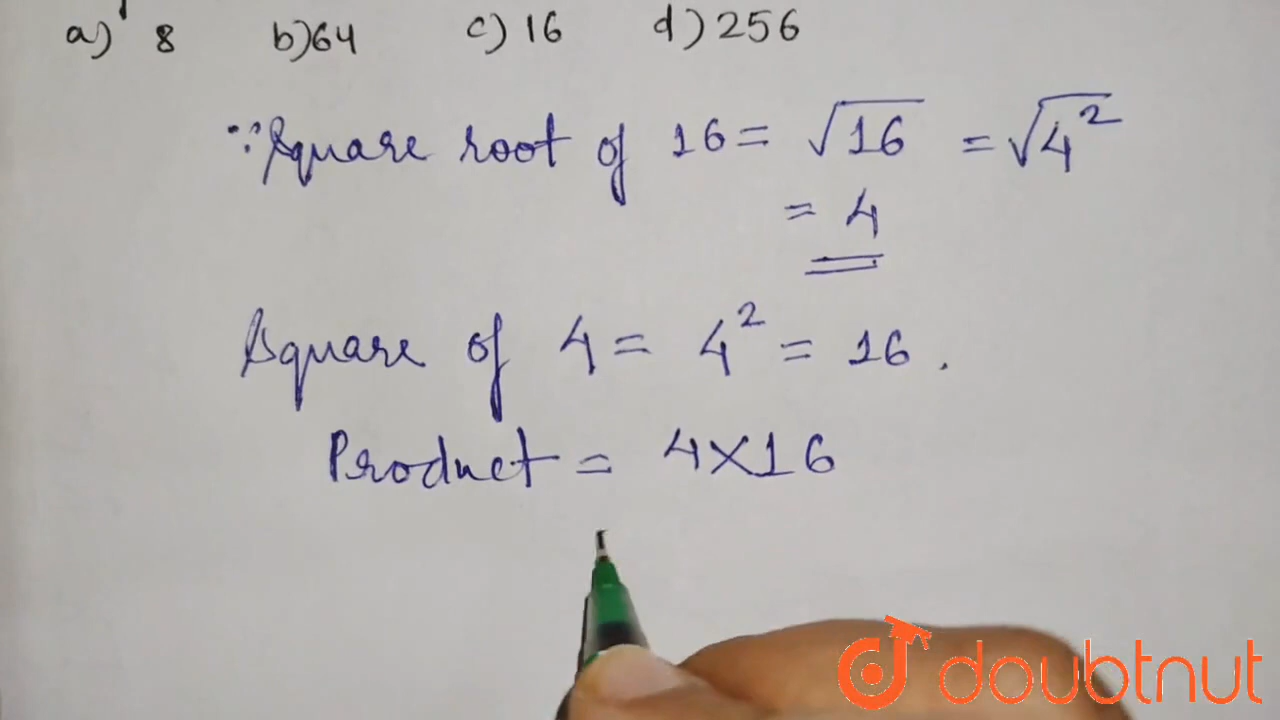 a) 8 b)64 c) 16 d) 256
∵ Square root of 16 = √16 = √4²
= 4
Square of 4 = 4² = 16.
Product = 4×16
doubtnut